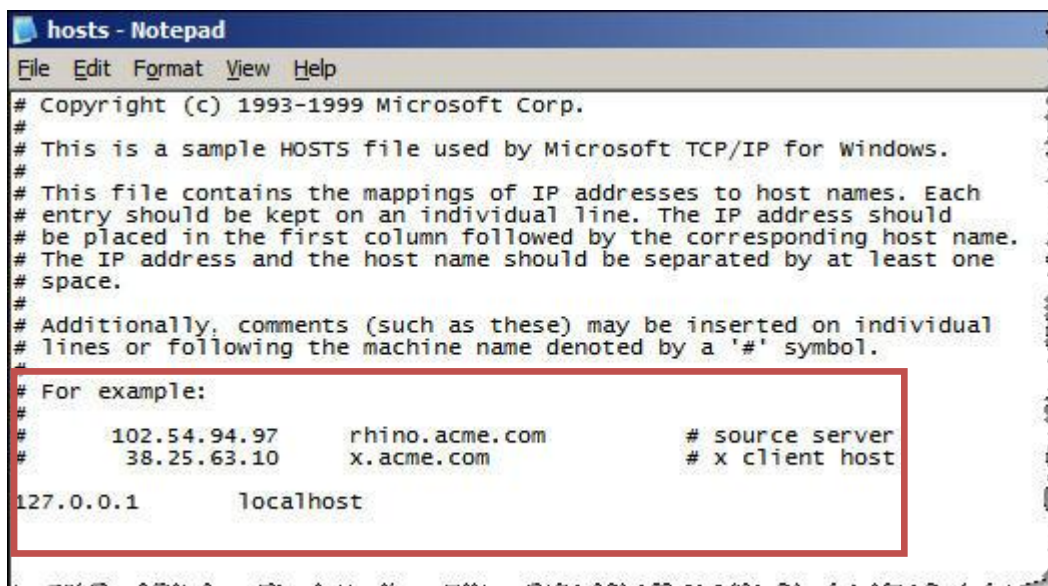 hosts - Notepad
File Edit Format View Help
# Copyright (c) 1993-1999 Microsoft Corp.
#
# This is a sample HOSTS file used by Microsoft TCP/IP for Windows.
#
# This file contains the mappings of IP addresses to host names. Each
# entry should be kept on an individual line. The IP address should
# be placed in the first column followed by the corresponding host name.
# The IP address and the host name should be separated by at least one
# space.
#
# Additionally, comments (such as these) may be inserted on individual
# lines or following the machine name denoted by a '#' symbol.
#
# For example:
#
#      102.54.94.97     rhino.acme.com          # source server
#       38.25.63.10     x.acme.com              # x client host
127.0.0.1       localhost